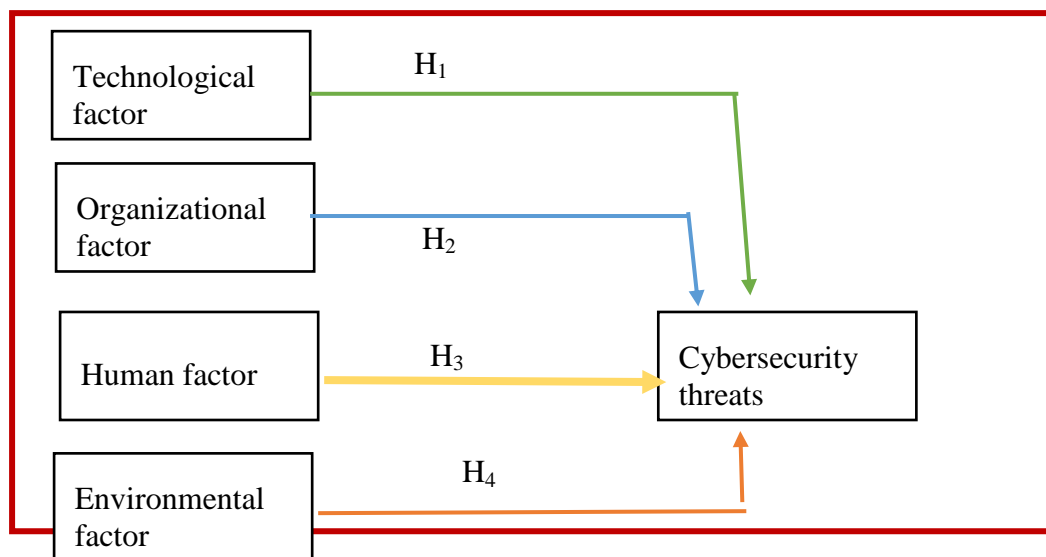 Technological
factor
H₁
Organizational
factor
H₂
Human factor
H₃
Cybersecurity
threats
Environmental
factor
H₄